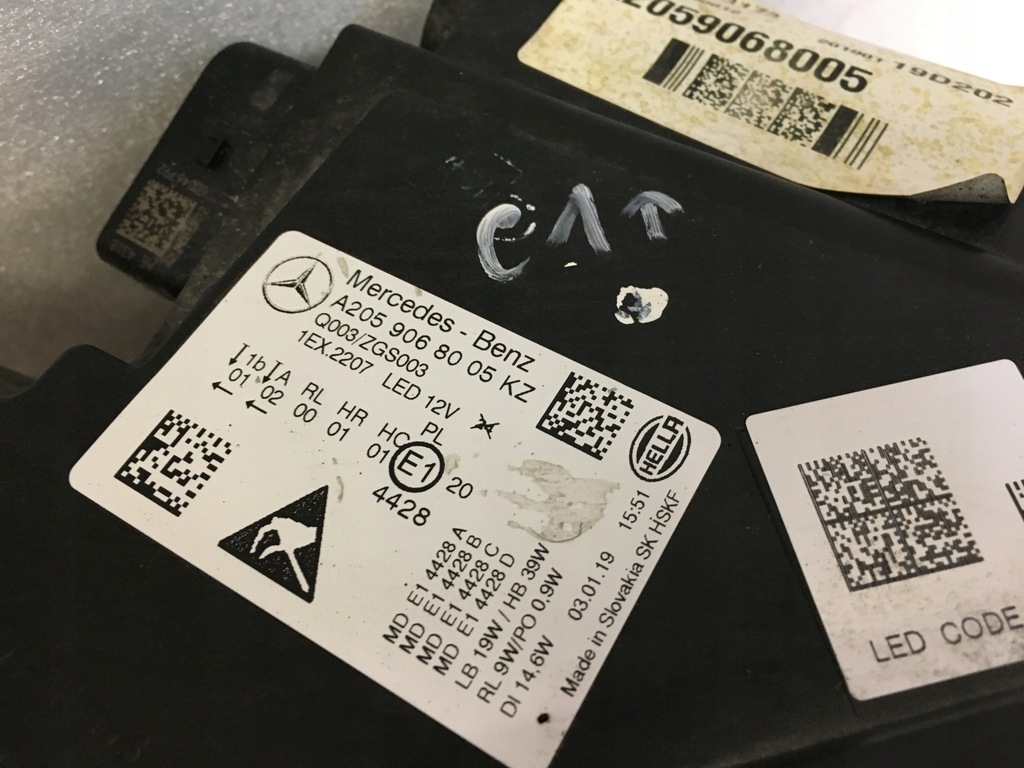 2059068005
19D202
Mercedes - Benz
A205 906 80 05 KZ
Q003/ZGS003
1EX.2207 LED 12V
1b A RL HR HC PL
01 02 00 01 01 E1 20
4428
MD E1 4428 A
MD E1 4428 B
MD E1 4428 C
MD E1 4428 D
LB 19W / HB 39W
RL 9W/PO 0.9W
DI 14.6W
HELLA
03.01.19 15:51
Made in Slovakia SK HSKF
LED CODE